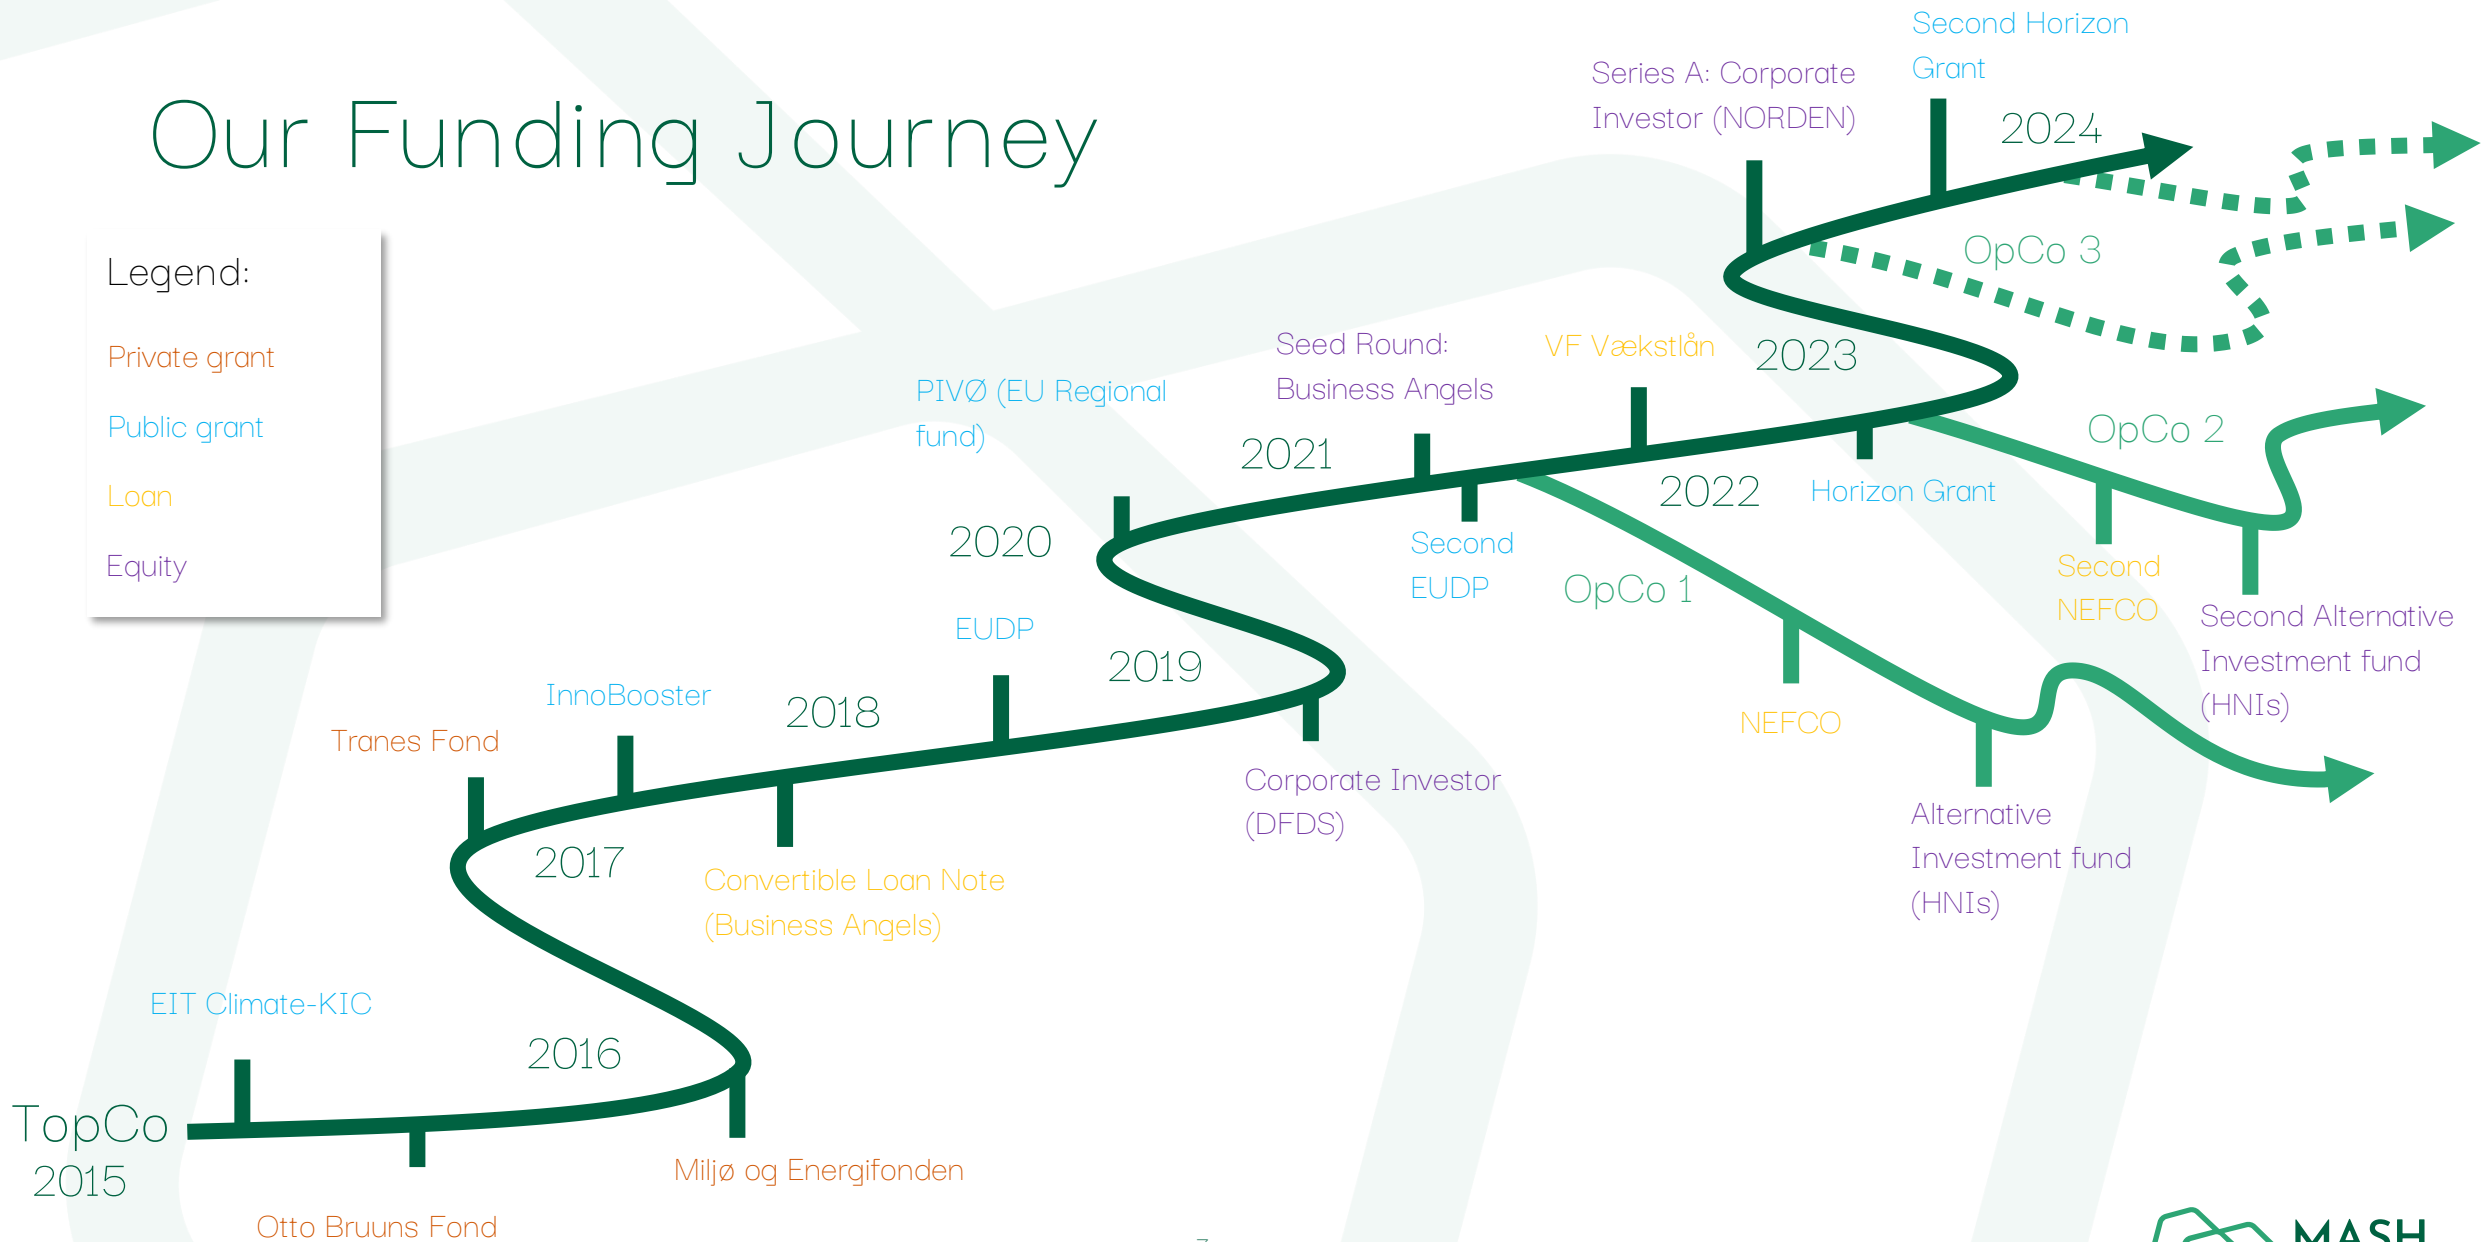 Our Funding Journey
Legend:
Private grant
Public grant
Loan
Equity
TopCo
2015
EIT Climate-KIC
Otto Bruuns Fond
2016
Miljø og Energifonden
Tranes Fond
2017
InnoBooster
Convertible Loan Note
(Business Angels)
2018
EUDP
2019
Corporate Investor
(DFDS)
2020
PIVØ (EU Regional
fund)
2021
Seed Round:
Business Angels
Second
EUDP
VF Vækstlån
2022
Horizon Grant
2023
Series A: Corporate
Investor (NORDEN)
Second Horizon
Grant
2024
OpCo 1
NEFCO
Alternative
Investment fund
(HNIs)
OpCo 2
Second
NEFCO
Second Alternative
Investment fund
(HNIs)
OpCo 3
MASH